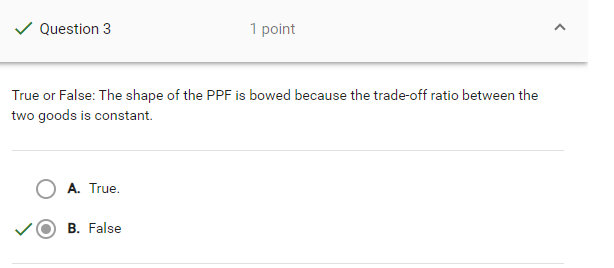 Question 3 1 point
True or False: The shape of the PPF is bowed because the trade-off ratio between the
two goods is constant.
A. True.
B. False